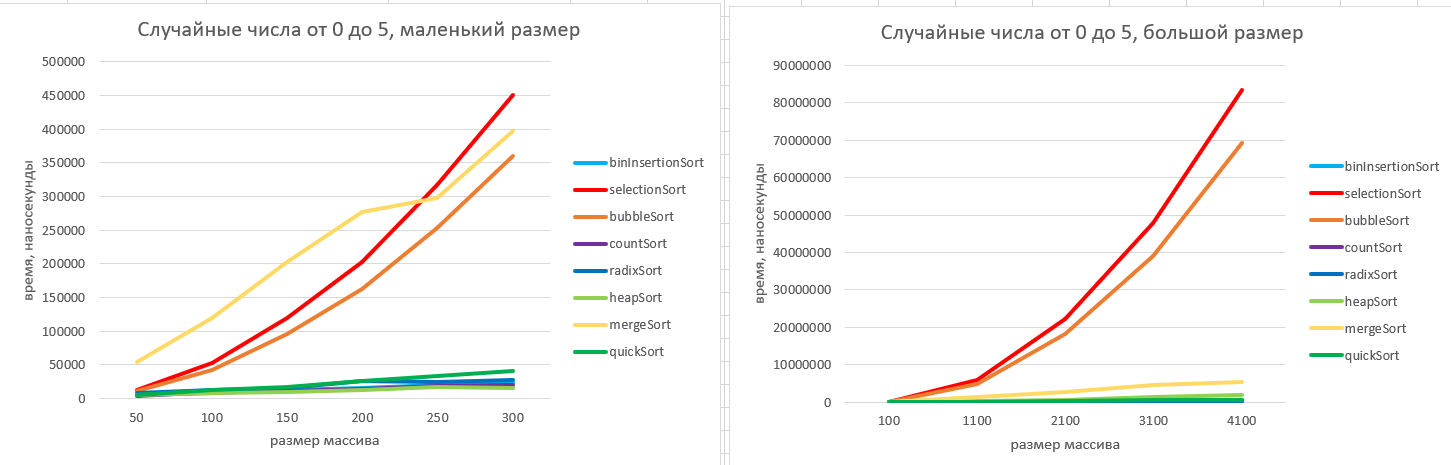 Случайные числа от 0 до 5, маленький размер
500000
450000
400000
350000
300000
250000
200000
150000
100000
50000
0
время, наносекунды
50 100 150 200 250 300
размер массива
binInsertionSort
selectionSort
bubbleSort
countSort
radixSort
heapSort
mergeSort
quickSort
Случайные числа от 0 до 5, большой размер
90000000
80000000
70000000
60000000
50000000
40000000
30000000
20000000
10000000
0
время, наносекунды
100 1100 2100 3100 4100
размер массива
binInsertionSort
selectionSort
bubbleSort
countSort
radixSort
heapSort
mergeSort
quickSort